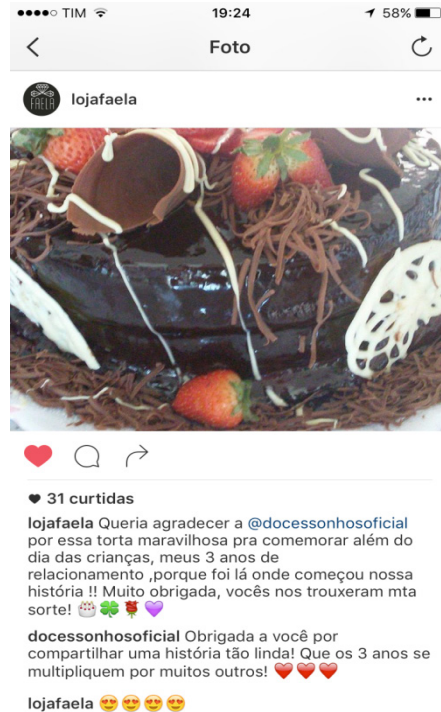 TIM 19:24 58%
Foto
FAELA
lojafaela
31 curtidas
lojafaela Queria agradecer a @docessonhosoficial
por essa torta maravilhosa pra comemorar além do
dia das crianças, meus 3 anos de
relacionamento ,porque foi lá onde começou nossa
história !! Muito obrigada, vocês nos trouxeram mta
sorte! 🎂🍀🌹💜
docessonhosoficial Obrigada a você por
compartilhar uma história tão linda! Que os 3 anos se
multipliquem por muitos outros! ❤️❤️❤️
lojafaela 😍😍😍😍